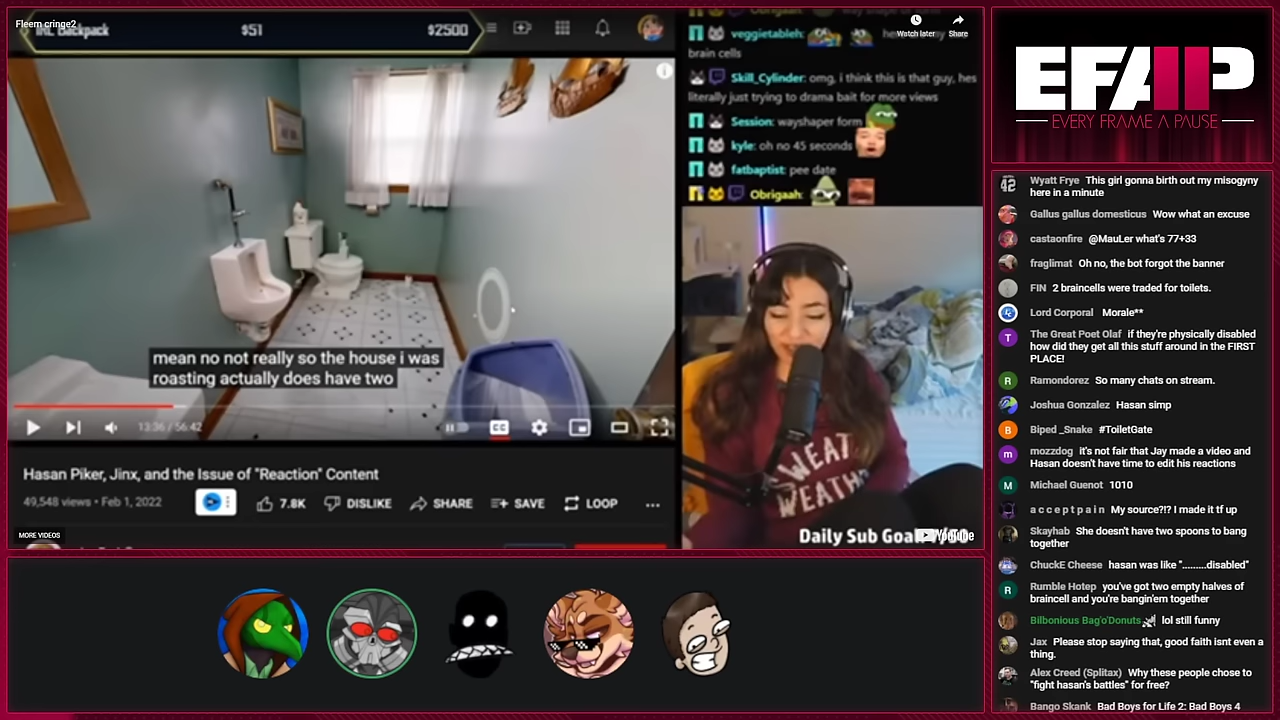 Fleem cringe2
IRL Backpack
$51
$2500
Watch later
Share
veggietableh:
brain cells
Skill_Cylinder: omg, i think this is that guy, hes
literally just trying to drama bait for more views
Session: wayshaper form
kyle: oh no 45 seconds
fatbaptist: pee date
Obrigaah:
mean no not really so the house i was
roasting actually does have two
13:36 / 56:42
CC
Hasan Piker, Jinx, and the Issue of "Reaction" Content
49,548 views • Feb 1, 2022
7.8K
DISLIKE
SHARE
SAVE
LOOP
MORE VIDEOS
SWEAT
WEATHER
Daily Sub Goal
YouTube
EFAP
EVERY FRAME A PAUSE
42
Wyatt Frye This girl gonna birth out my misogyny
here in a minute
Gallus gallus domesticus Wow what an excuse
castaonfire @MauLer what's 77+33
fraglimat Oh no, the bot forgot the banner
FIN 2 braincells were traded for toilets.
Lord Corporal Morale**
T
The Great Poet Olaf if they're physically disabled
how did they get all this stuff around in the FIRST
PLACE!
R
Ramondorez So many chats on stream.
Joshua Gonzalez Hasan simp
B
Biped _Snake #ToiletGate
m
mozzdog it's not fair that Jay made a video and
Hasan doesn't have time to edit his reactions
M
Michael Guenot 1010
a c c e p t p a i n My source?!? I made it tf up
Skayhab She doesn't have two spoons to bang
together
ChuckE Cheese hasan was like ".........disabled"
R
Rumble Hotep you've got two empty halves of
braincell and you're bangin'em together
Bilbonious Bag'o'Donuts lol still funny
Jax Please stop saying that, good faith isnt even a
thing.
Alex Creed (Splitax) Why these people chose to
"fight hasan's battles" for free?
Bango Skank Bad Boys for Life 2: Bad Boys 4